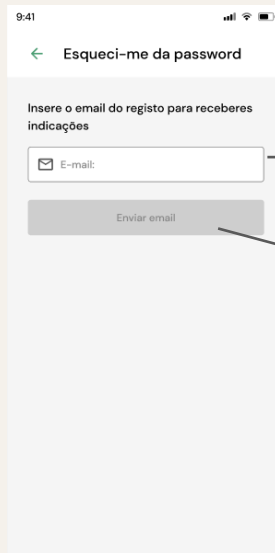 9:41
Esqueci-me da password
Insere o email do registo para receberes
indicações
E-mail:
Enviar email